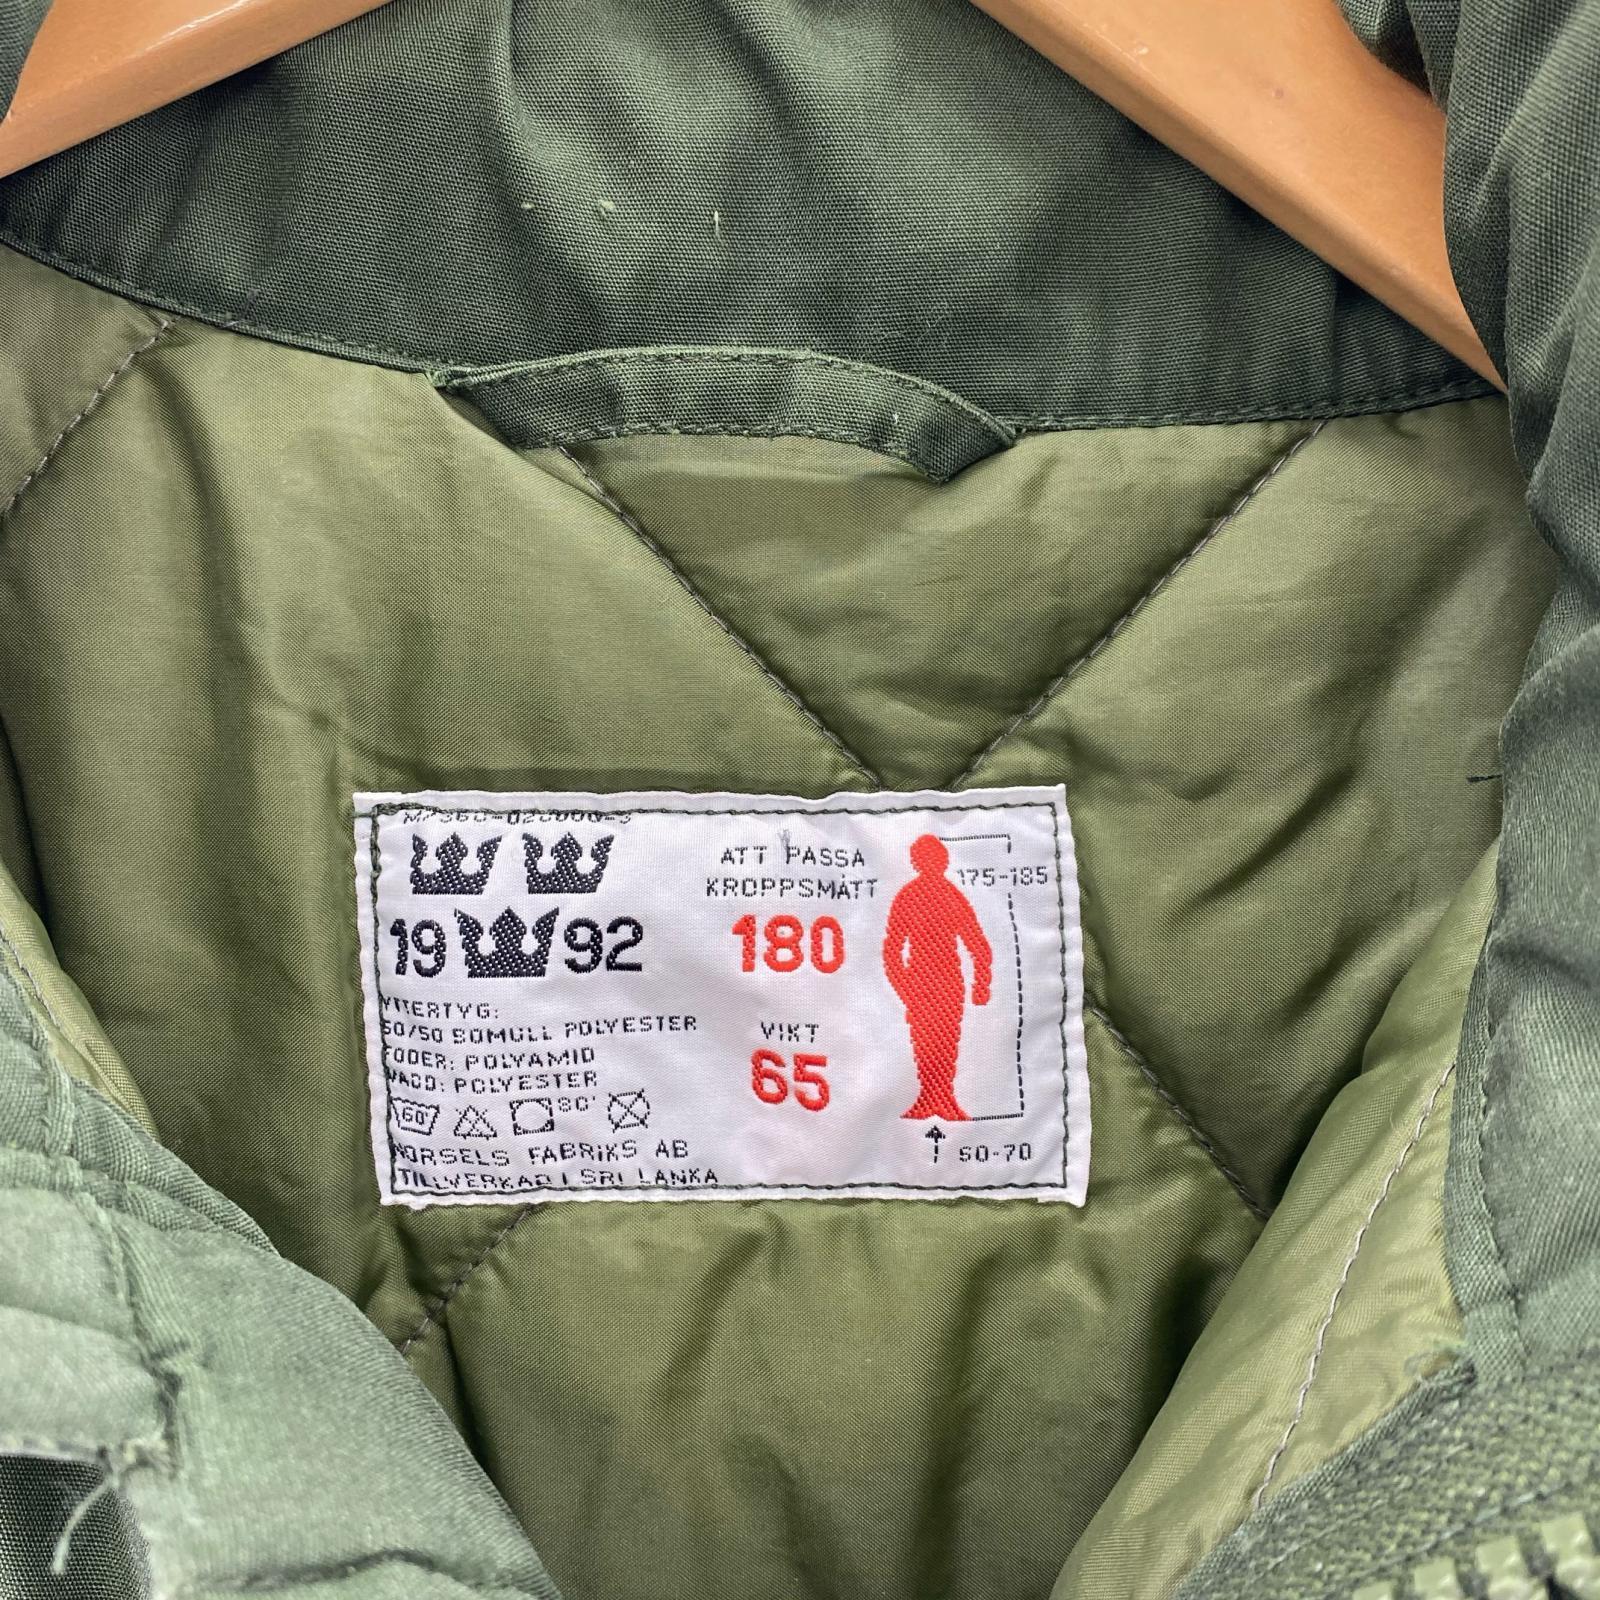 19 92
YTTERTYG:
50/50 BOMULL POLYESTER
FODER: POLYAMID
VADD: POLYESTER
60° 80°
NORSELS FABRIKS AB
TILLVERKAD I SRI LANKA
ATT PASSA
KROPPSMÅTT
180
VIKT
65
175-185
60-70